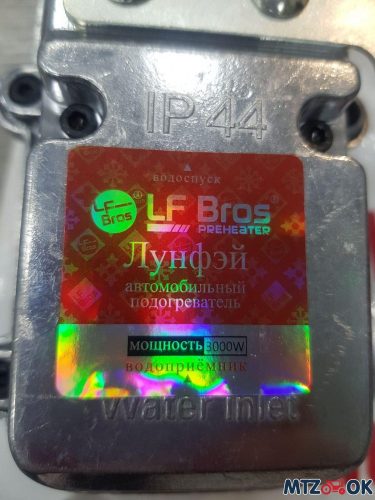 IP 44
водоспуск
LF Bros
LF Bros
PREHEATER
Лунфэй
автомобильный
подогреватель
МОЩНОСТЬ 3000W
водоприёмник
Water Inlet
MTZ OK